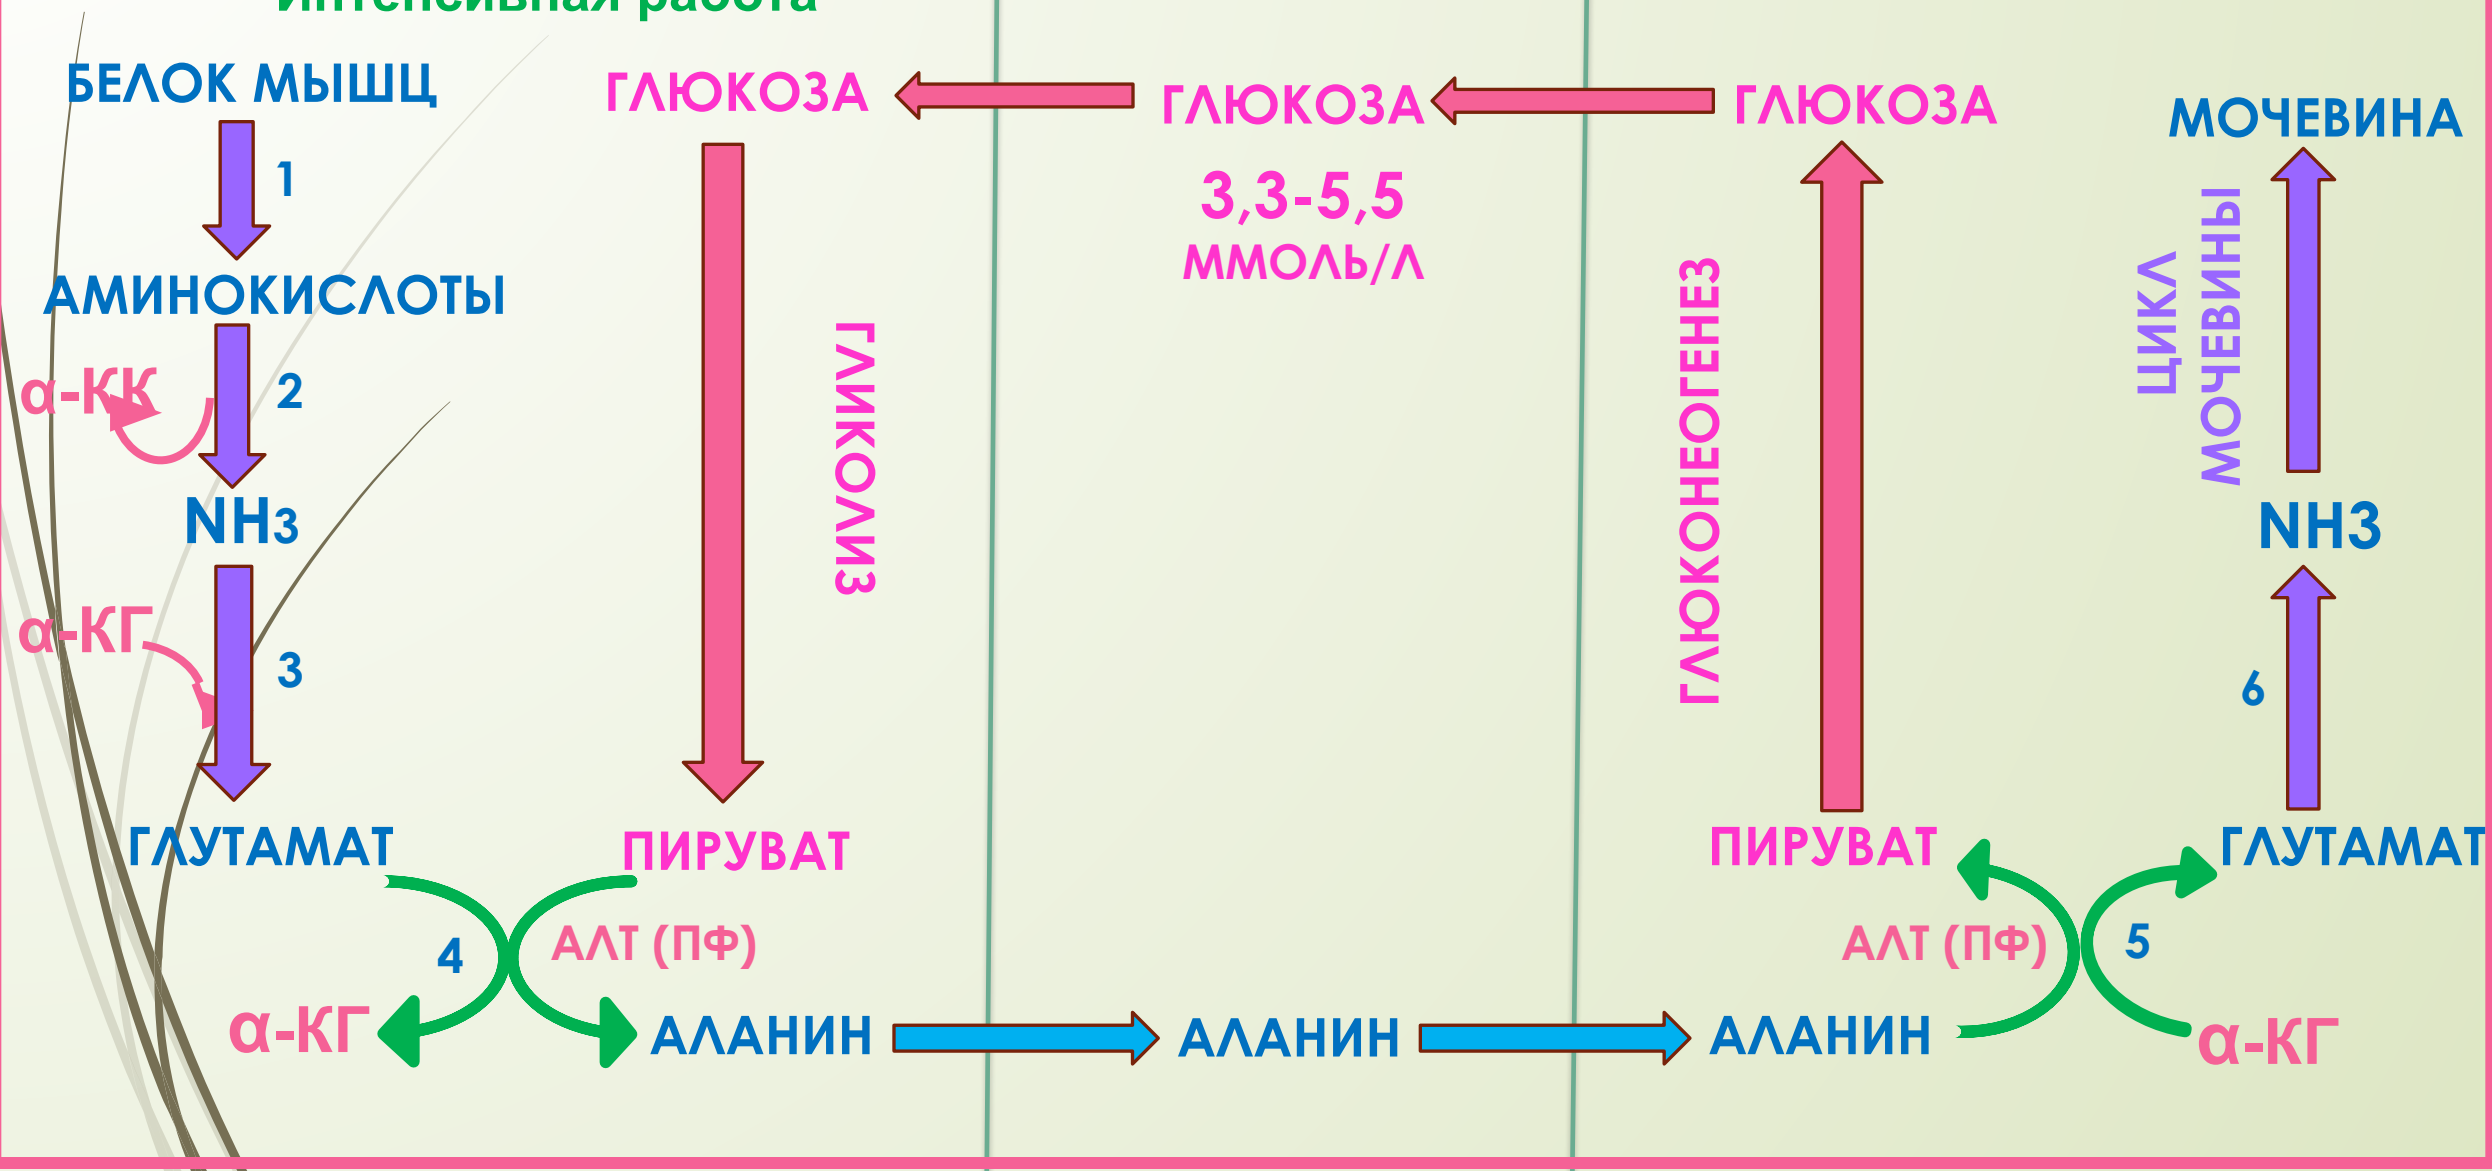 Интенсивная работа
БЕЛОК МЫШЦ
1
АМИНОКИСЛОТЫ
α-КК
2
NH3
α-КГ
3
ГЛУТАМАТ
4
α-КГ
ГЛЮКОЗА
ГЛИКОЛИЗ
ПИРУВАТ
АЛТ (ПФ)
АЛАНИН
ГЛЮКОЗА
3,3-5,5
ММОЛЬ/Л
АЛАНИН
ГЛЮКОЗА
ГЛЮКОНЕОГЕНЕЗ
ПИРУВАТ
АЛТ (ПФ)
АЛАНИН
МОЧЕВИНА
ЦИКЛ
МОЧЕВИНЫ
NH3
6
ГЛУТАМАТ
5
α-КГ